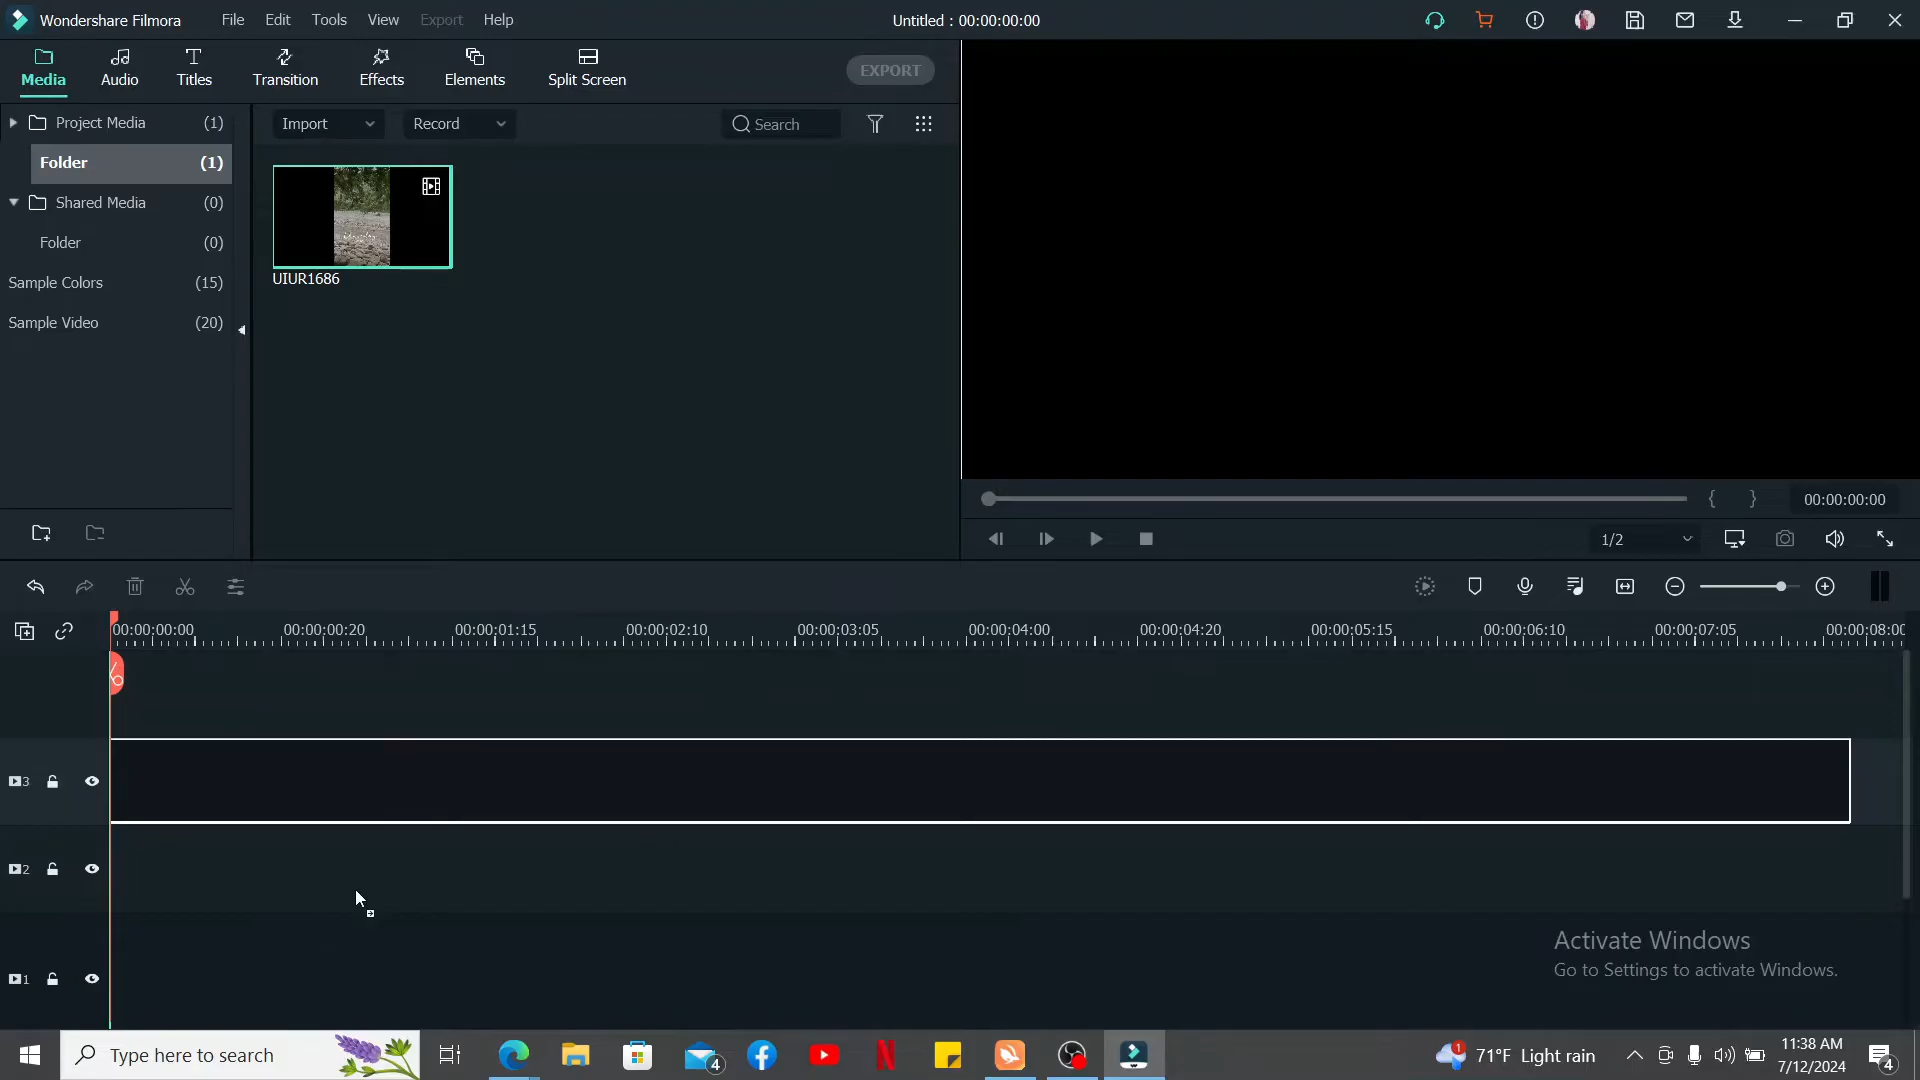 Wondershare Filmora File Edit Tools View Export Help Untitled : 00:00:00:00
Media Audio Titles Transition Effects Elements Split Screen EXPORT
Project Media (1) Import Record Search
Folder (1)
Shared Media (0)
Folder (0)
Sample Colors (15)
Sample Video (20)
UIUR1686
00:00:00:00
1/2
00:00:00:00 00:00:00:20 00:00:01:15 00:00:02:10 00:00:03:05 00:00:04:00 00:00:04:20 00:00:05:15 00:00:06:10 00:00:07:05 00:00:08:00
3
2
1
Activate Windows
Go to Settings to activate Windows.
Type here to search 4 1 71°F Light rain 11:38 AM
7/12/2024 4